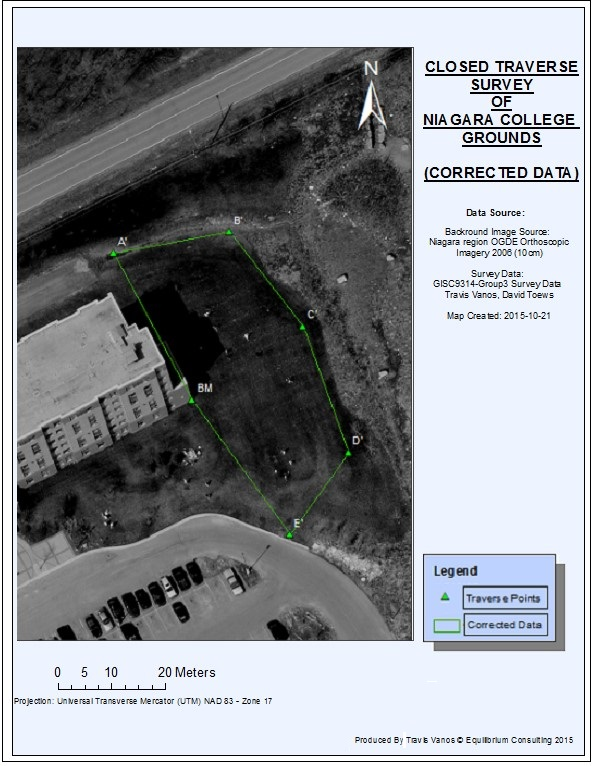 CLOSED TRAVERSE
SURVEY
OF
NIAGARA COLLEGE
GROUNDS
(CORRECTED DATA)
Data Source:
Backround Image Source:
Niagara region OGDE Orthoscopic
Imagery 2006 (10cm)
Survey Data:
GISC9314-Group3 Survey Data
Travis Vanos, David Toews
Map Created: 2015-10-21
N
A'
B'
C'
BM
D'
E'
Legend
Traverse Points
Corrected Data
0 5 10 20 Meters
Projection: Universal Transverse Mercator (UTM) NAD 83 - Zone 17
Produced By Travis Vanos © Equilibrium Consulting 2015